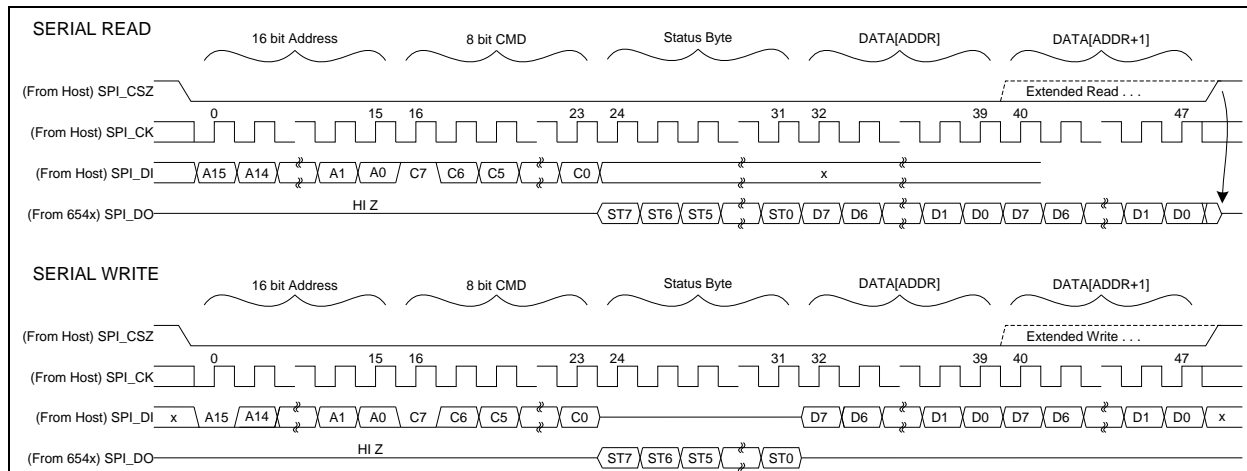 SERIAL READ
16 bit Address 8 bit CMD Status Byte DATA[ADDR] DATA[ADDR+1]
(From Host) SPI_CSZ Extended Read . . .
0 15 16 23 24 31 32 39 40 47
(From Host) SPI_CK
(From Host) SPI_DI A15 A14 A1 A0 C7 C6 C5 C0 x
HI Z
(From 654x) SPI_DO ST7 ST6 ST5 ST0 D7 D6 D1 D0 D7 D6 D1 D0
SERIAL WRITE
16 bit Address 8 bit CMD Status Byte DATA[ADDR] DATA[ADDR+1]
(From Host) SPI_CSZ Extended Write . . .
0 15 16 23 24 31 32 39 40 47
(From Host) SPI_CK
(From Host) SPI_DI x A15 A14 A1 A0 C7 C6 C5 C0 D7 D6 D1 D0 D7 D6 D1 D0 x
HI Z
(From 654x) SPI_DO ST7 ST6 ST5 ST0